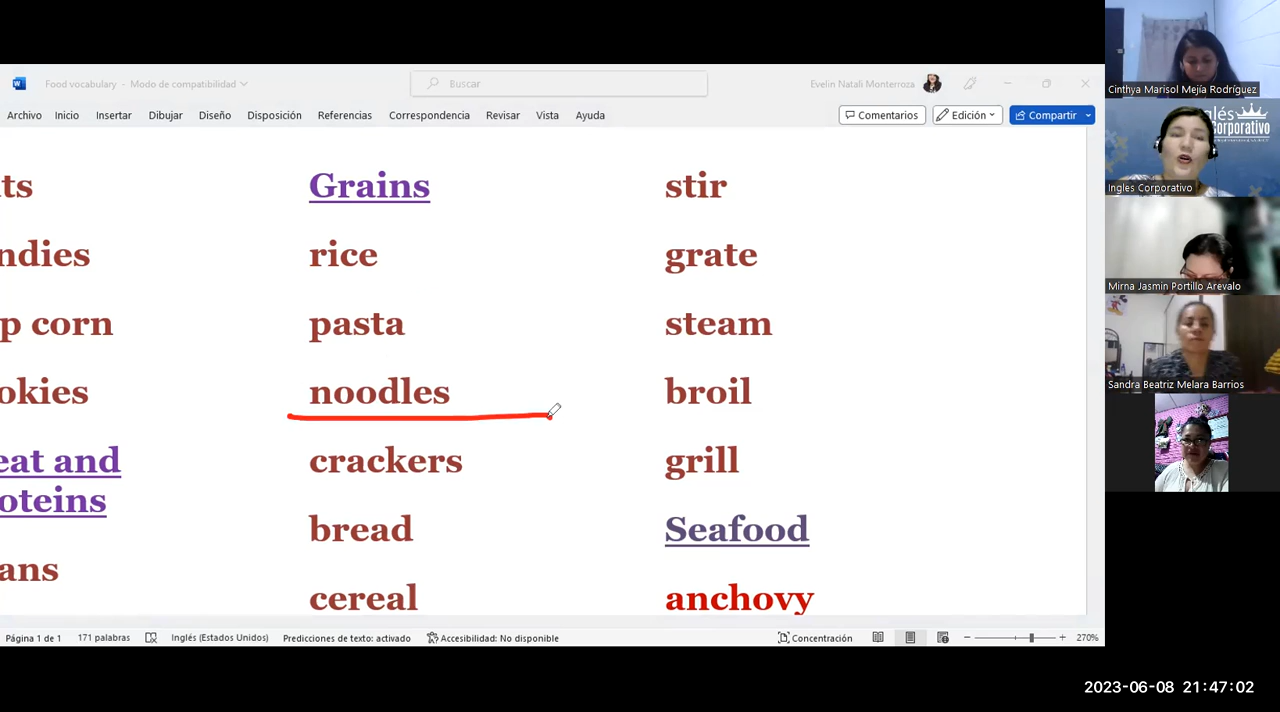 Food vocabulary - Modo de compatibilidad
Buscar
Evelin Natali Monterroza
Archivo Inicio Insertar Dibujar Diseño Disposición Referencias Correspondencia Revisar Vista Ayuda
Comentarios Edición Compartir
ts
ndies
p corn
okies
eat and
oteins
ans
Grains
rice
pasta
noodles
crackers
bread
cereal
stir
grate
steam
broil
grill
Seafood
anchovy
Página 1 de 1 171 palabras Inglés (Estados Unidos) Predicciones de texto: activado Accesibilidad: No disponible Concentración 270%
Cinthya Marisol Mejía Rodríguez
Corporativo
Ingles Corporativo
Mirna Jasmin Portillo Arevalo
Sandra Beatriz Melara Barrios
2023-06-08 21:47:02